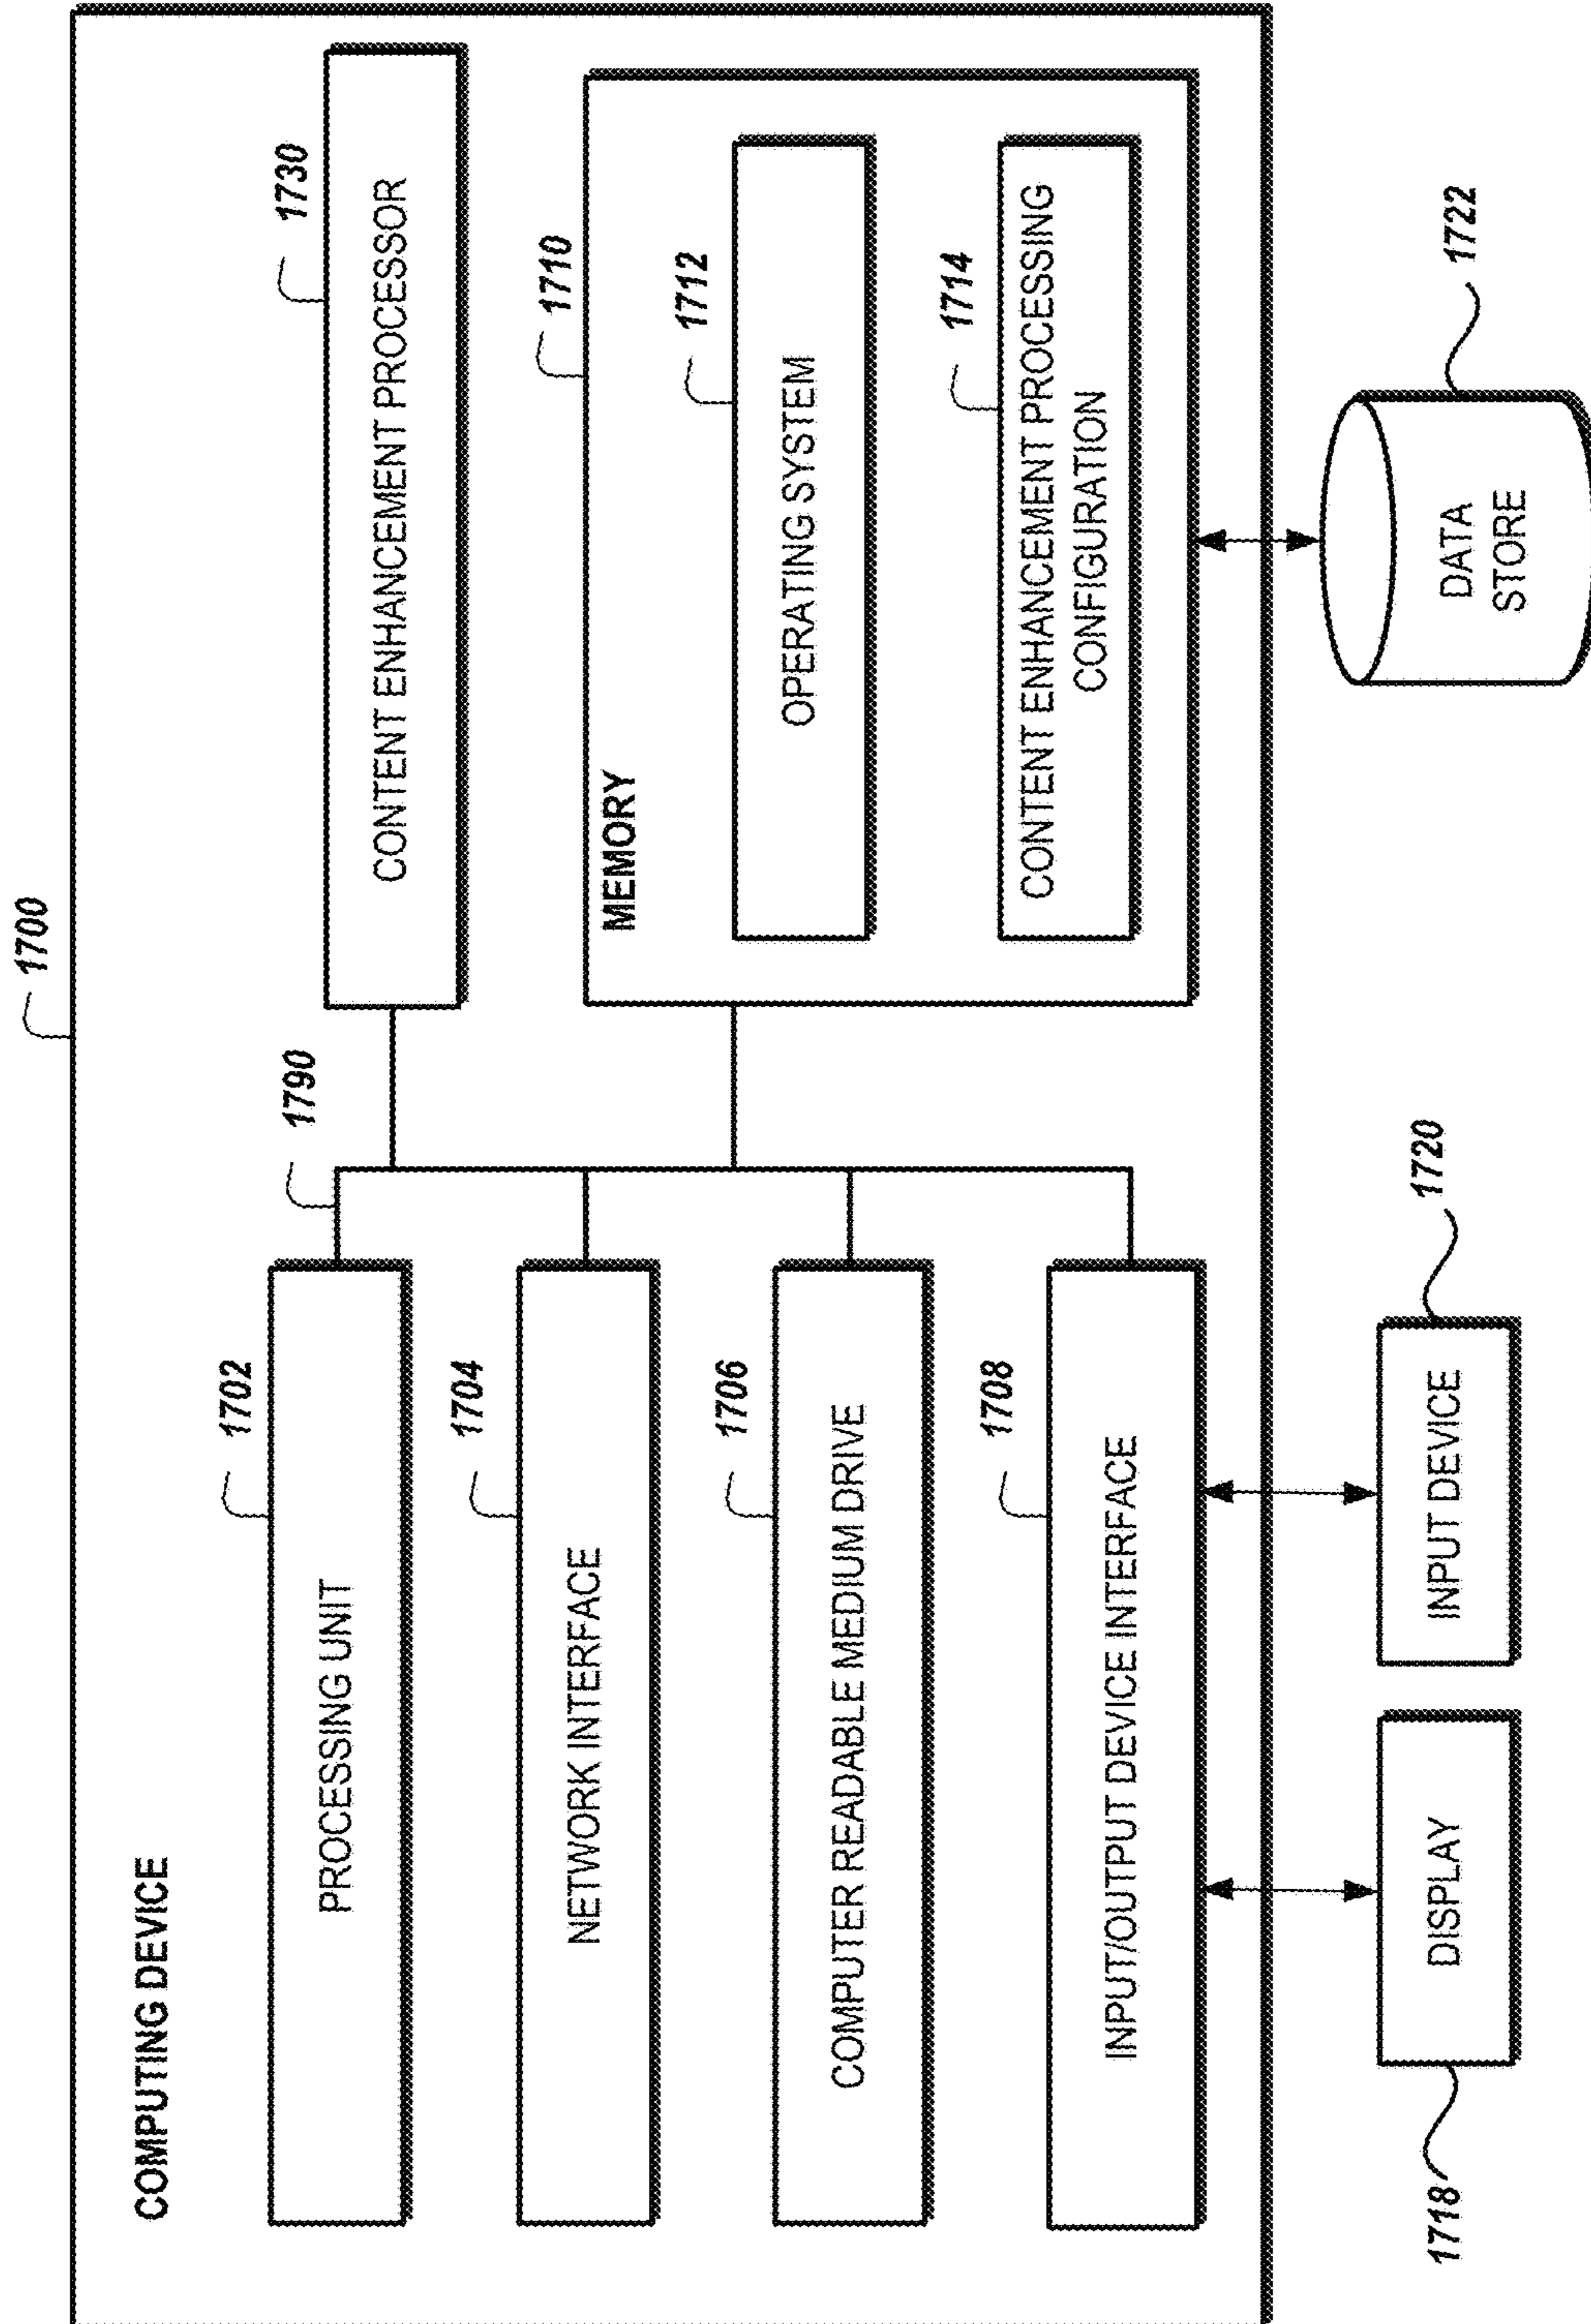 1700
COMPUTING DEVICE
1702
PROCESSING UNIT
1704
NETWORK INTERFACE
1706
COMPUTER READABLE MEDIUM DRIVE
1708
INPUT/OUTPUT DEVICE INTERFACE
1790
1730
CONTENT ENHANCEMENT PROCESSOR
1710
MEMORY
1712
OPERATING SYSTEM
1714
CONTENT ENHANCEMENT PROCESSING
CONFIGURATION
1718
DISPLAY
1720
INPUT DEVICE
1722
DATA
STORE